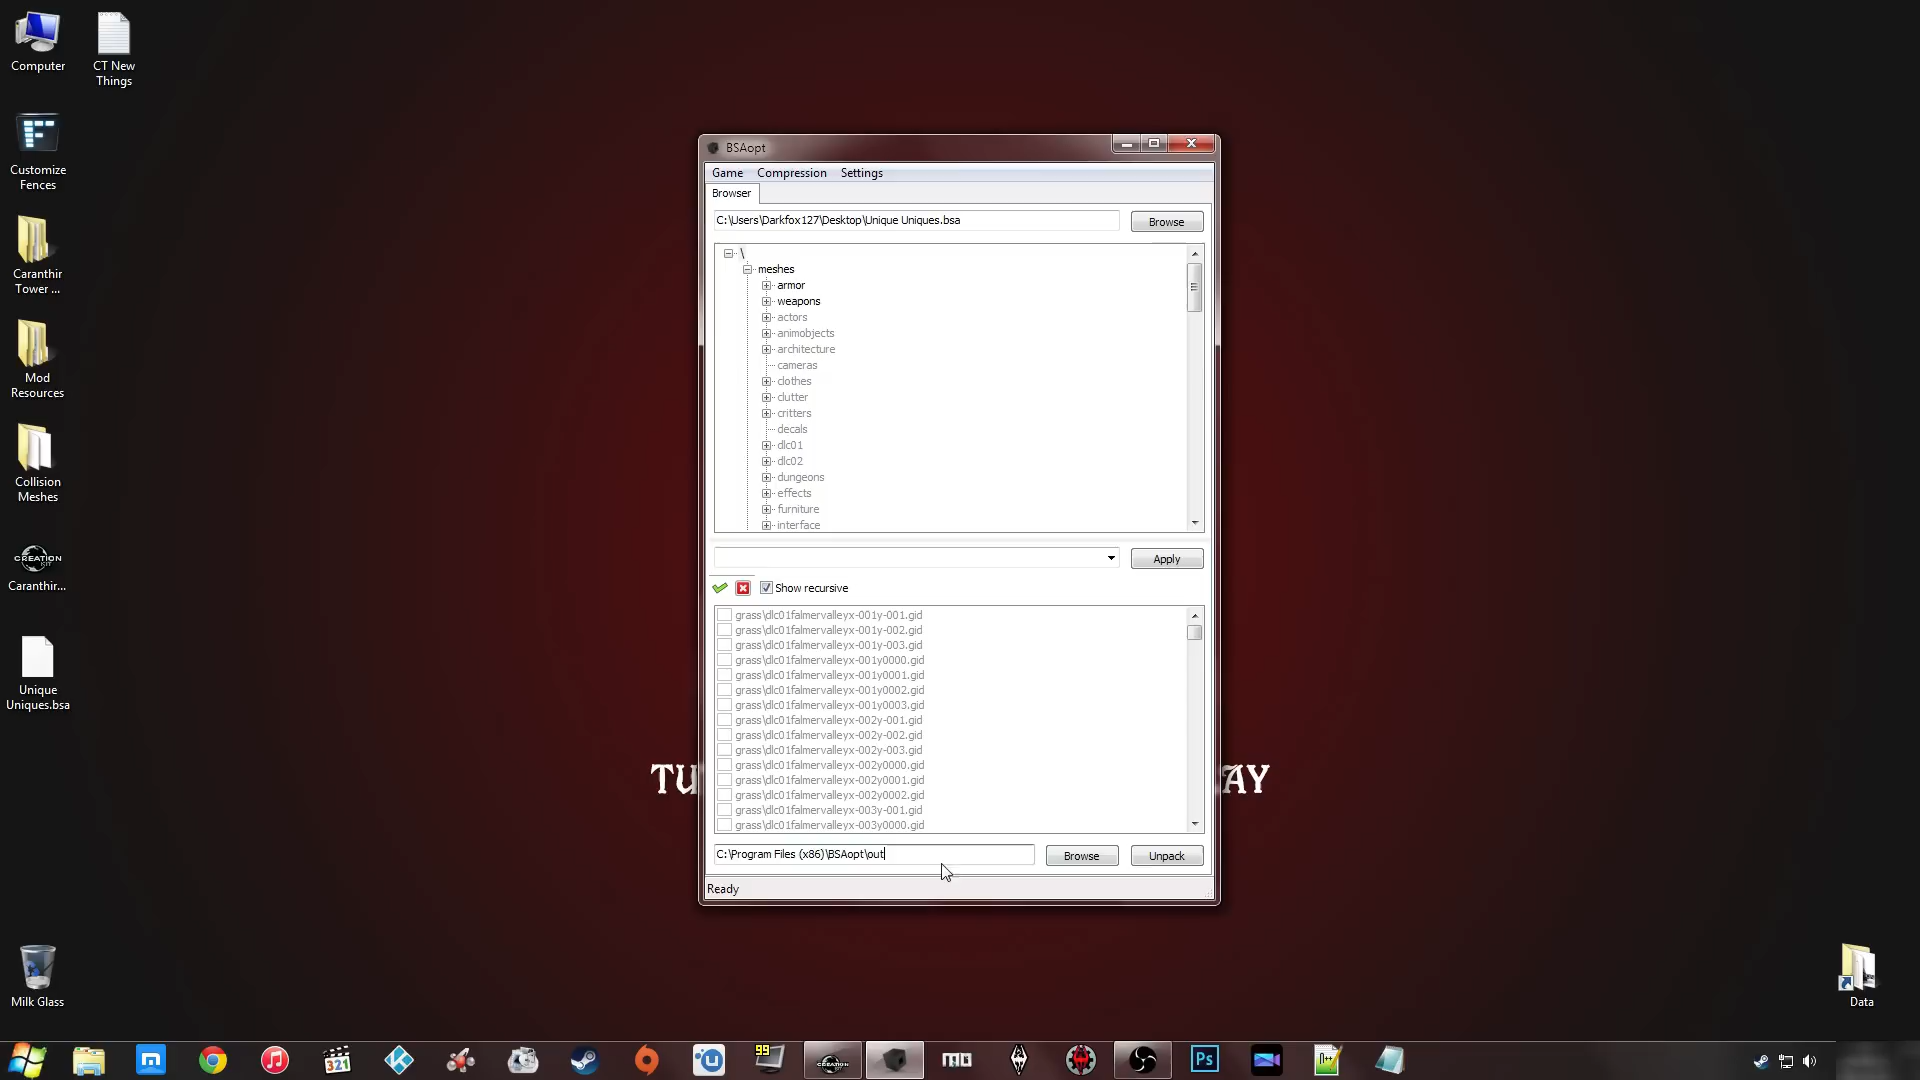 Computer
CT New
Things
Customize
Fences
Caranthir
Tower ...
Mod
Resources
Collision
Meshes
CREATION
KIT
Caranthir...
Unique
Uniques.bsa
Milk Glass
BSAopt
Game Compression Settings
Browser
C:\Users\Darkfox127\Desktop\Unique Uniques.bsa
Browse
\
meshes
armor
weapons
actors
animobjects
architecture
cameras
clothes
clutter
critters
decals
dlc01
dlc02
dungeons
effects
furniture
interface
Apply
Show recursive
grass\dlc01falmervalleyx-001y-001.gid
grass\dlc01falmervalleyx-001y-002.gid
grass\dlc01falmervalleyx-001y-003.gid
grass\dlc01falmervalleyx-001y0000.gid
grass\dlc01falmervalleyx-001y0001.gid
grass\dlc01falmervalleyx-001y0002.gid
grass\dlc01falmervalleyx-001y0003.gid
grass\dlc01falmervalleyx-002y-001.gid
grass\dlc01falmervalleyx-002y-002.gid
grass\dlc01falmervalleyx-002y-003.gid
grass\dlc01falmervalleyx-002y0000.gid
grass\dlc01falmervalleyx-002y0001.gid
grass\dlc01falmervalleyx-002y0002.gid
grass\dlc01falmervalleyx-003y-001.gid
grass\dlc01falmervalleyx-003y0000.gid
C:\Program Files (x86)\BSAopt\out
Browse
Unpack
Ready
TU
AY
Data
321
99
CREATION
Ps